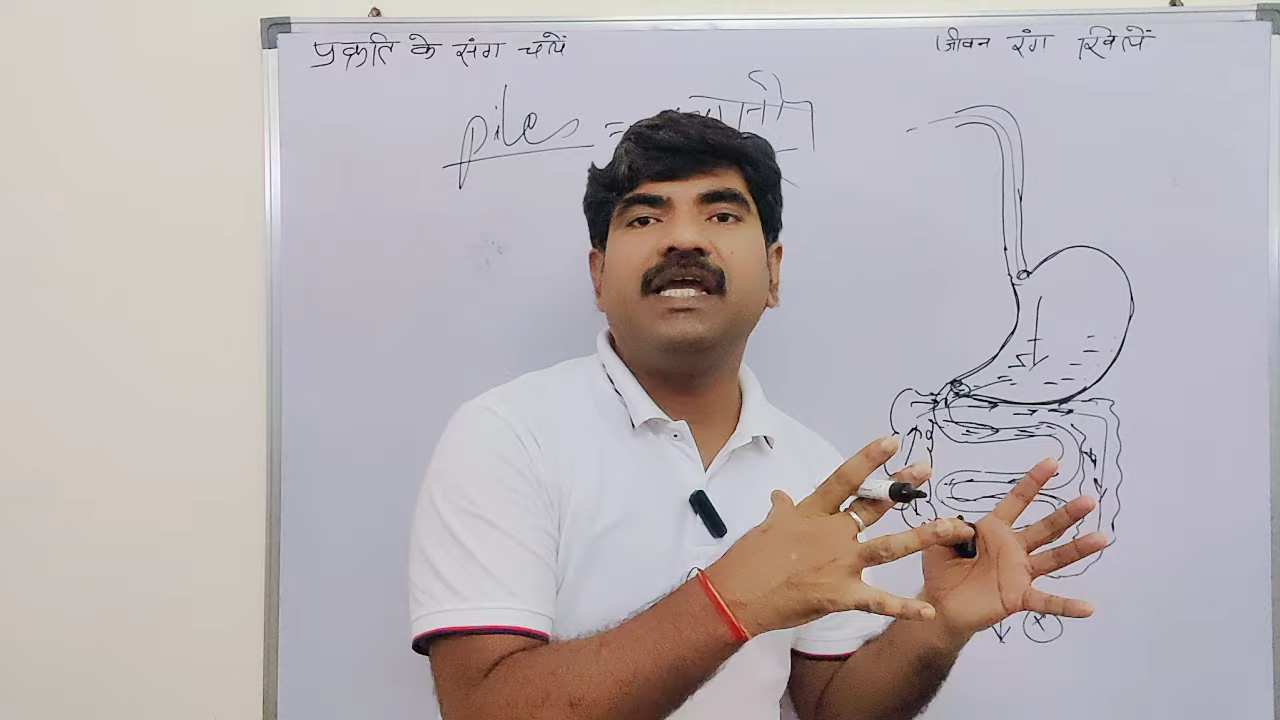 प्रकृति के संग चलें
जीवन रंग खिलें
piles =